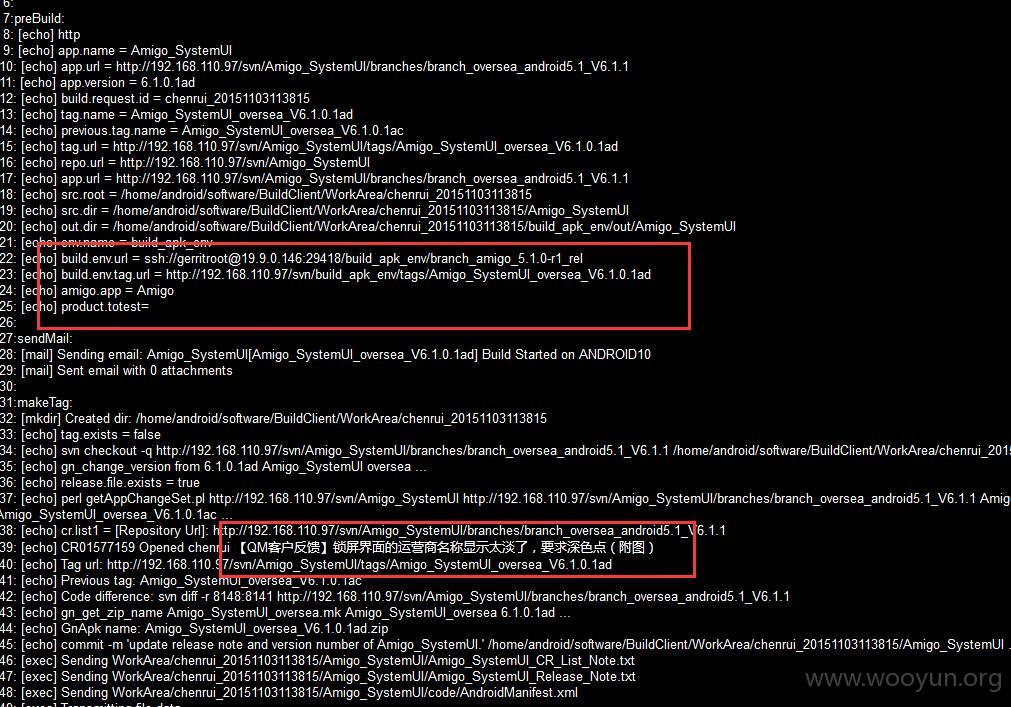 6:
7:preBuild:
8: [echo] http
9: [echo] app.name = Amigo_SystemUI
10: [echo] app.url = http://192.168.110.97/svn/Amigo_SystemUI/branches/branch_oversea_android5.1_V6.1.1
11: [echo] app.version = 6.1.0.1ad
12: [echo] build.request.id = chenrui_20151103113815
13: [echo] tag.name = Amigo_SystemUI_oversea_V6.1.0.1ad
14: [echo] previous.tag.name = Amigo_SystemUI_oversea_V6.1.0.1ac
15: [echo] tag.url = http://192.168.110.97/svn/Amigo_SystemUI/tags/Amigo_SystemUI_oversea_V6.1.0.1ad
16: [echo] repo.url = http://192.168.110.97/svn/Amigo_SystemUI
17: [echo] app.url = http://192.168.110.97/svn/Amigo_SystemUI/branches/branch_oversea_android5.1_V6.1.1
18: [echo] src.root = /home/android/software/BuildClient/WorkArea/chenrui_20151103113815
19: [echo] src.dir = /home/android/software/BuildClient/WorkArea/chenrui_20151103113815/Amigo_SystemUI
20: [echo] out.dir = /home/android/software/BuildClient/WorkArea/chenrui_20151103113815/build_apk_env/out/Amigo_SystemUI
21: [echo] env.name = build_apk_env
22: [echo] build.env.url = ssh://gerritroot@19.9.0.146:29418/build_apk_env/branch_amigo_5.1.0-r1_rel
23: [echo] build.env.tag.url = http://192.168.110.97/svn/build_apk_env/tags/Amigo_SystemUI_oversea_V6.1.0.1ad
24: [echo] amigo.app = Amigo
25: [echo] product.totest=
26:
27:sendMail:
28: [mail] Sending email: Amigo_SystemUI[Amigo_SystemUI_oversea_V6.1.0.1ad] Build Started on ANDROID10
29: [mail] Sent email with 0 attachments
30:
31:makeTag:
32: [mkdir] Created dir: /home/android/software/BuildClient/WorkArea/chenrui_20151103113815
33: [echo] tag.exists = false
34: [echo] svn checkout -q http://192.168.110.97/svn/Amigo_SystemUI/branches/branch_oversea_android5.1_V6.1.1 /home/android/software/BuildClient/WorkArea/chenrui_201
35: [echo] gn_change_version from 6.1.0.1ad Amigo_SystemUI oversea ...
36: [echo] release.file.exists = true
37: [echo] perl getAppChangeSet.pl http://192.168.110.97/svn/Amigo_SystemUI http://192.168.110.97/svn/Amigo_SystemUI/branches/branch_oversea_android5.1_V6.1.1 Amigo
Amigo_SystemUI_oversea_V6.1.0.1ac ...
38: [echo] cr.list1 = [Repository Url]: http://192.168.110.97/svn/Amigo_SystemUI/branches/branch_oversea_android5.1_V6.1.1
39: [echo] CR01577159 Opened chenrui 【QM客户反馈】锁屏界面的运营商名称显示太淡了，要求深色点（附图）
40: [echo] Tag url: http://192.168.110.97/svn/Amigo_SystemUI/tags/Amigo_SystemUI_oversea_V6.1.0.1ad
41: [echo] Previous tag: Amigo_SystemUI_oversea_V6.1.0.1ac
42: [echo] Code difference: svn diff -r 8148:8141 http://192.168.110.97/svn/Amigo_SystemUI/branches/branch_oversea_android5.1_V6.1.1
43: [echo] gn_get_zip_name Amigo_SystemUI_oversea.mk Amigo_SystemUI_oversea 6.1.0.1ad ...
44: [echo] GnApk name: Amigo_SystemUI_oversea_V6.1.0.1ad.zip
45: [echo] commit -m 'update release note and version number of Amigo_SystemUI.' /home/android/software/BuildClient/WorkArea/chenrui_20151103113815/Amigo_SystemUI .
46: [exec] Sending WorkArea/chenrui_20151103113815/Amigo_SystemUI/Amigo_SystemUI_CR_List_Note.txt
47: [exec] Sending WorkArea/chenrui_20151103113815/Amigo_SystemUI/Amigo_SystemUI_Release_Note.txt
48: [exec] Sending WorkArea/chenrui_20151103113815/Amigo_SystemUI/code/AndroidManifest.xml
49: [exec] Transmitting file data
www.wooyun.org